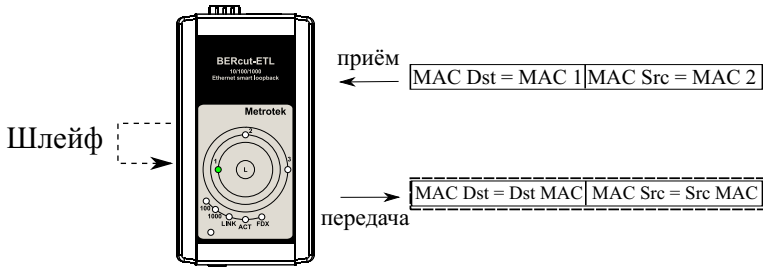 Шлейф
BERcut-ETL
10/100/1000
Ethernet smart loopback
Metrotek
2
1
3
L
100
1000
LINK
ACT
FDX
приём
MAC Dst = MAC 1 MAC Src = MAC 2
MAC Dst = Dst MAC MAC Src = Src MAC
передача